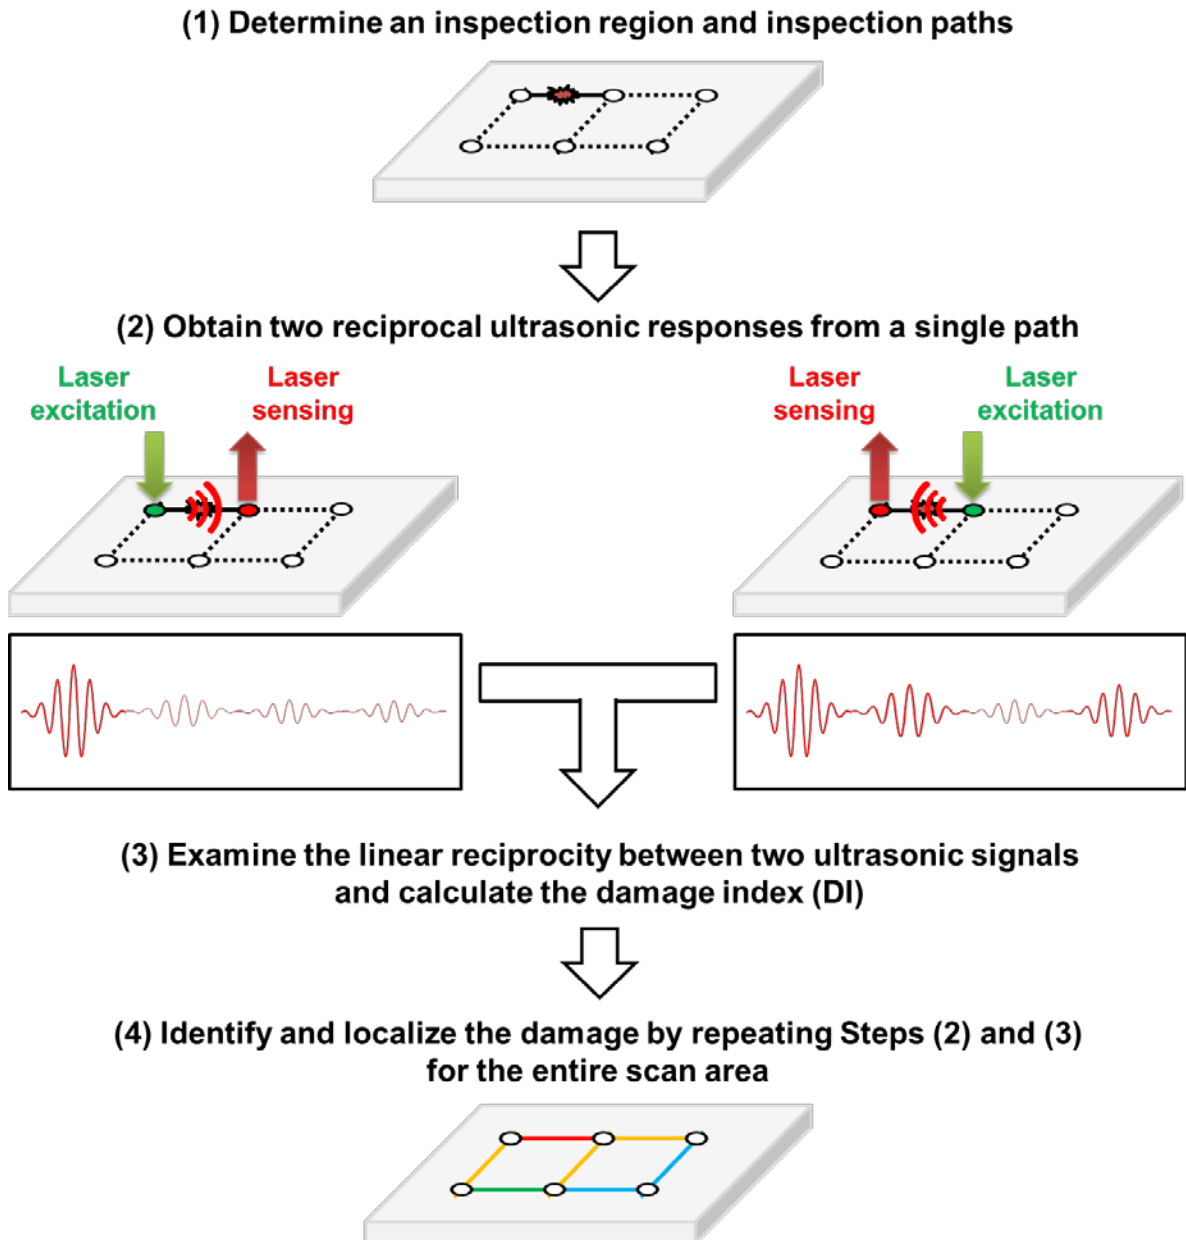 (1) Determine an inspection region and inspection paths
(2) Obtain two reciprocal ultrasonic responses from a single path
Laser
excitation
Laser
sensing
Laser
sensing
Laser
excitation
(3) Examine the linear reciprocity between two ultrasonic signals
and calculate the damage index (DI)
(4) Identify and localize the damage by repeating Steps (2) and (3)
for the entire scan area